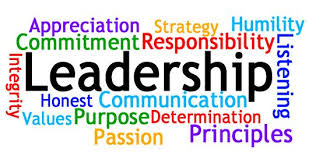 Appreciation Strategy Humility
Commitment Responsibility
Integrity
Leadership
Listening
Honest Communication
Values Purpose Determination
Passion Principles